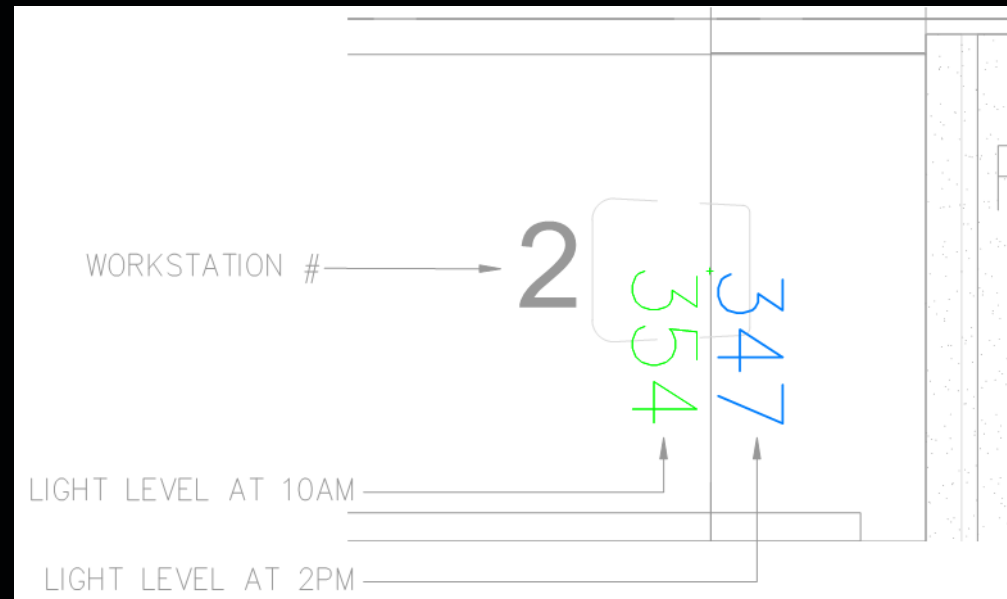 WORKSTATION #
2
354
347
LIGHT LEVEL AT 10AM
LIGHT LEVEL AT 2PM